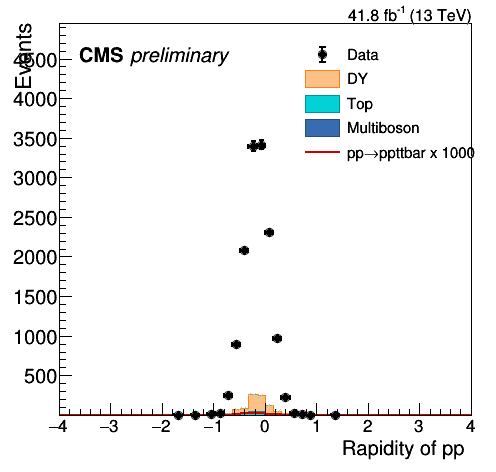 41.8 fb⁻¹ (13 TeV)
Events
CMS preliminary
Data
DY
Top
Multiboson
pp→ppttbar x 1000
4500
4000
3500
3000
2500
2000
1500
1000
500
−4 −3 −2 −1 0 1 2 3 4
Rapidity of pp